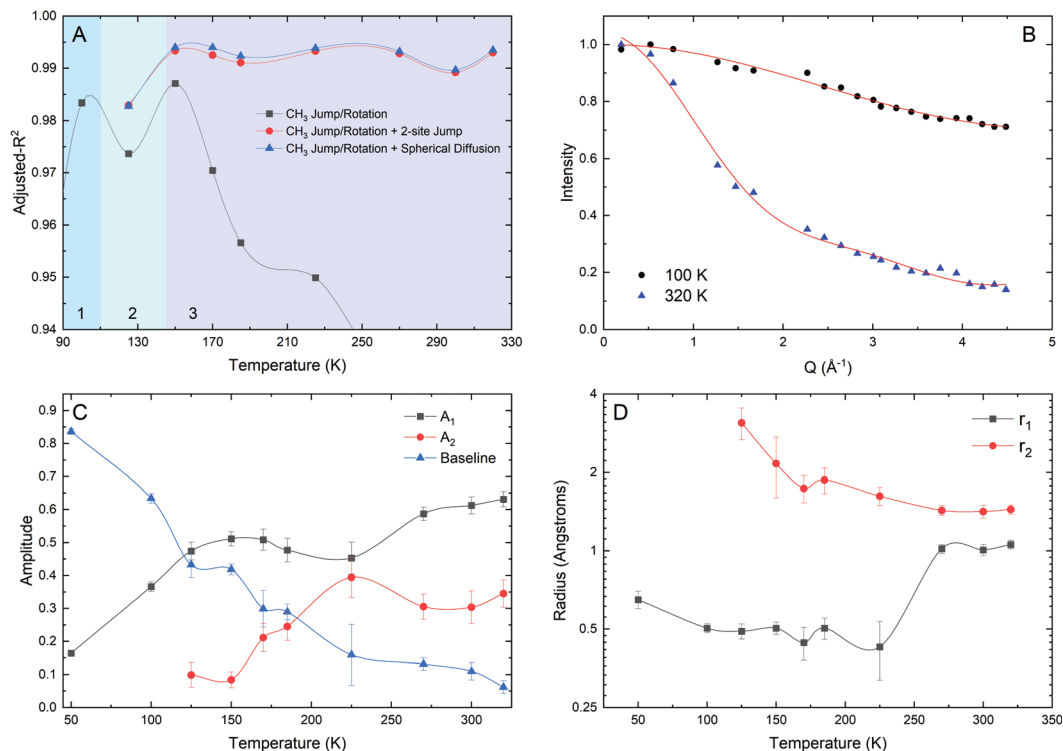 A
1.00
0.99
0.98
0.97
0.96
0.95
0.94
Adjusted-R²
CH₃ Jump/Rotation
CH₃ Jump/Rotation + 2-site Jump
CH₃ Jump/Rotation + Spherical Diffusion
1 2 3
90 130 170 210 250 290 330
Temperature (K)
B
1.0
0.8
0.6
0.4
0.2
0.0
Intensity
100 K
320 K
0 1 2 3 4 5
Q (Å⁻¹)
C
0.9
0.8
0.7
0.6
0.5
0.4
0.3
0.2
0.1
0.0
Amplitude
A₁
A₂
Baseline
50 100 150 200 250 300
Temperature (K)
D
4
2
1
0.5
0.25
Radius (Angstroms)
r₁
r₂
0 50 100 150 200 250 300 350
Temperature (K)